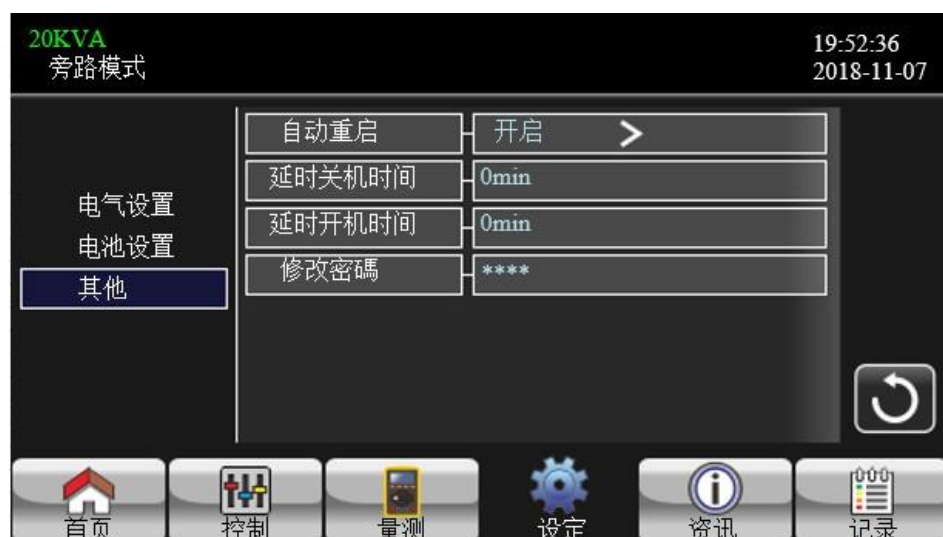 20KVA
旁路模式
19:52:36
2018-11-07
电气设置
电池设置
其他
自动重启 开启
延时关机时间 0min
延时开机时间 0min
修改密碼 ****
首页 控制 量测 设定 资讯 记录